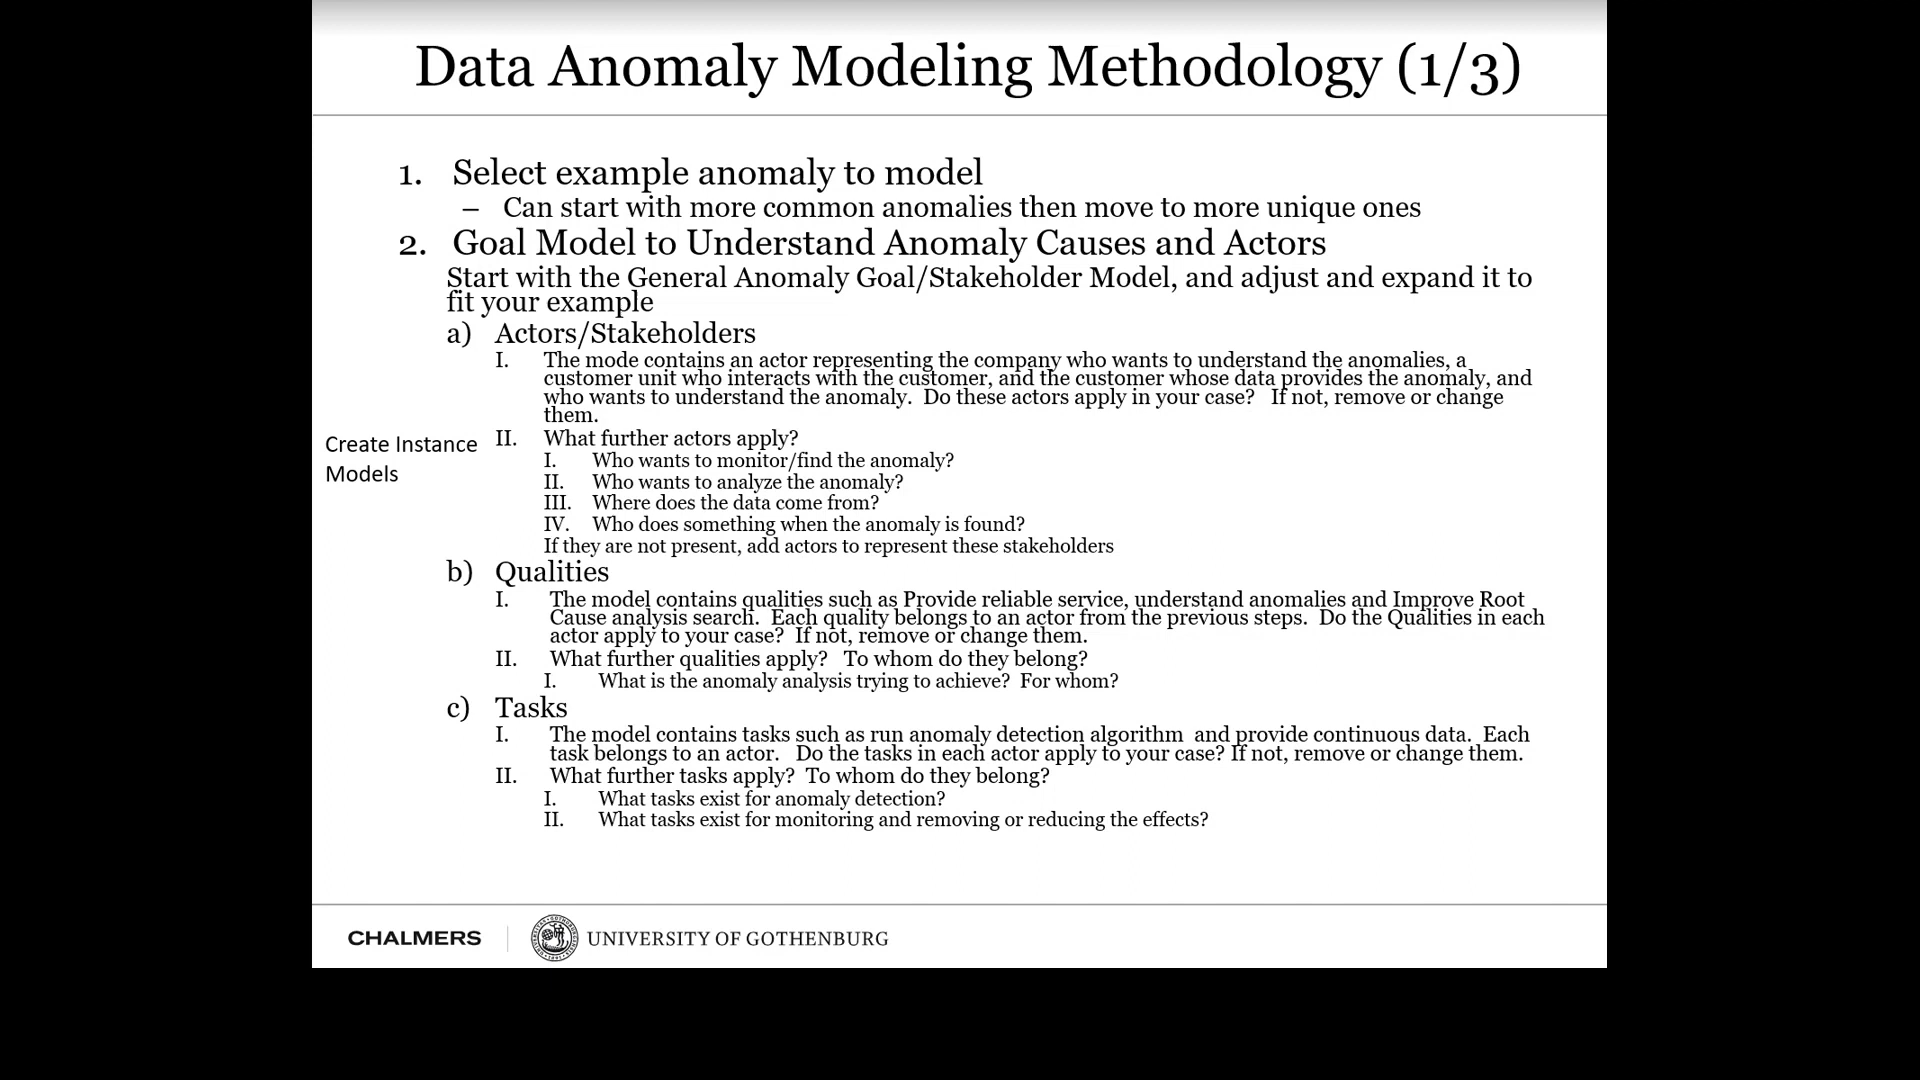 Data Anomaly Modeling Methodology (1/3)
1. Select example anomaly to model
– Can start with more common anomalies then move to more unique ones
2. Goal Model to Understand Anomaly Causes and Actors
Start with the General Anomaly Goal/Stakeholder Model, and adjust and expand it to
fit your example
a) Actors/Stakeholders
I. The mode contains an actor representing the company who wants to understand the anomalies, a
customer unit who interacts with the customer, and the customer whose data provides the anomaly, and
who wants to understand the anomaly. Do these actors apply in your case? If not, remove or change
them.
Create Instance
Models
II. What further actors apply?
I. Who wants to monitor/find the anomaly?
II. Who wants to analyze the anomaly?
III. Where does the data come from?
IV. Who does something when the anomaly is found?
If they are not present, add actors to represent these stakeholders
b) Qualities
I. The model contains qualities such as Provide reliable service, understand anomalies and Improve Root
Cause analysis search. Each quality belongs to an actor from the previous steps. Do the Qualities in each
actor apply to your case? If not, remove or change them.
II. What further qualities apply? To whom do they belong?
I. What is the anomaly analysis trying to achieve? For whom?
c) Tasks
I. The model contains tasks such as run anomaly detection algorithm and provide continuous data. Each
task belongs to an actor. Do the tasks in each actor apply to your case? If not, remove or change them.
II. What further tasks apply? To whom do they belong?
I. What tasks exist for anomaly detection?
II. What tasks exist for monitoring and removing or reducing the effects?
CHALMERS
UNIVERSITY OF GOTHENBURG